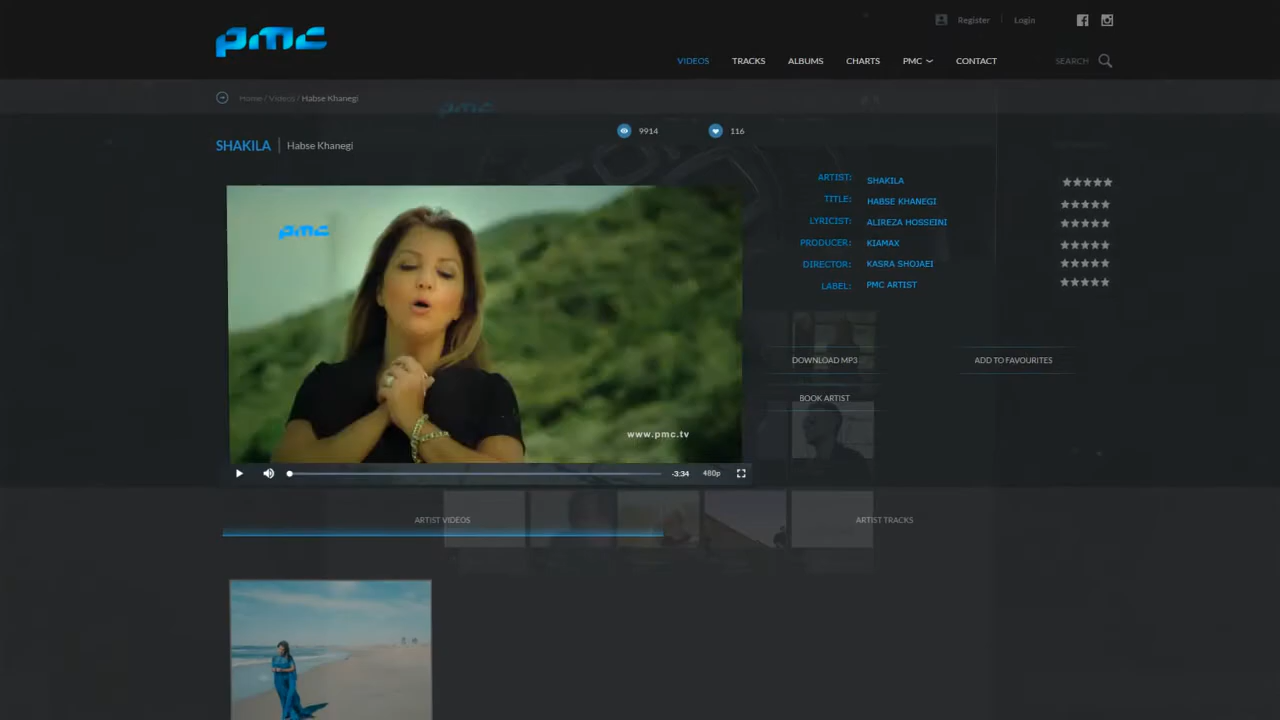 pmc
Register
Login
VIDEOS
TRACKS
ALBUMS
CHARTS
PMC
CONTACT
SEARCH
Home / Videos / Habse Khanegi
pmc
9914
116
SHAKILA | Habse Khanegi
ARTIST: SHAKILA
TITLE: HABSE KHANEGI
LYRICIST: ALIREZA HOSSEINI
PRODUCER: KIAMAX
DIRECTOR: KASRA SHOJAEI
LABEL: PMC ARTIST
pmc
www.pmc.tv
DOWNLOAD MP3
ADD TO FAVOURITES
BOOK ARTIST
-3:34
480p
ARTIST VIDEOS
ARTIST TRACKS